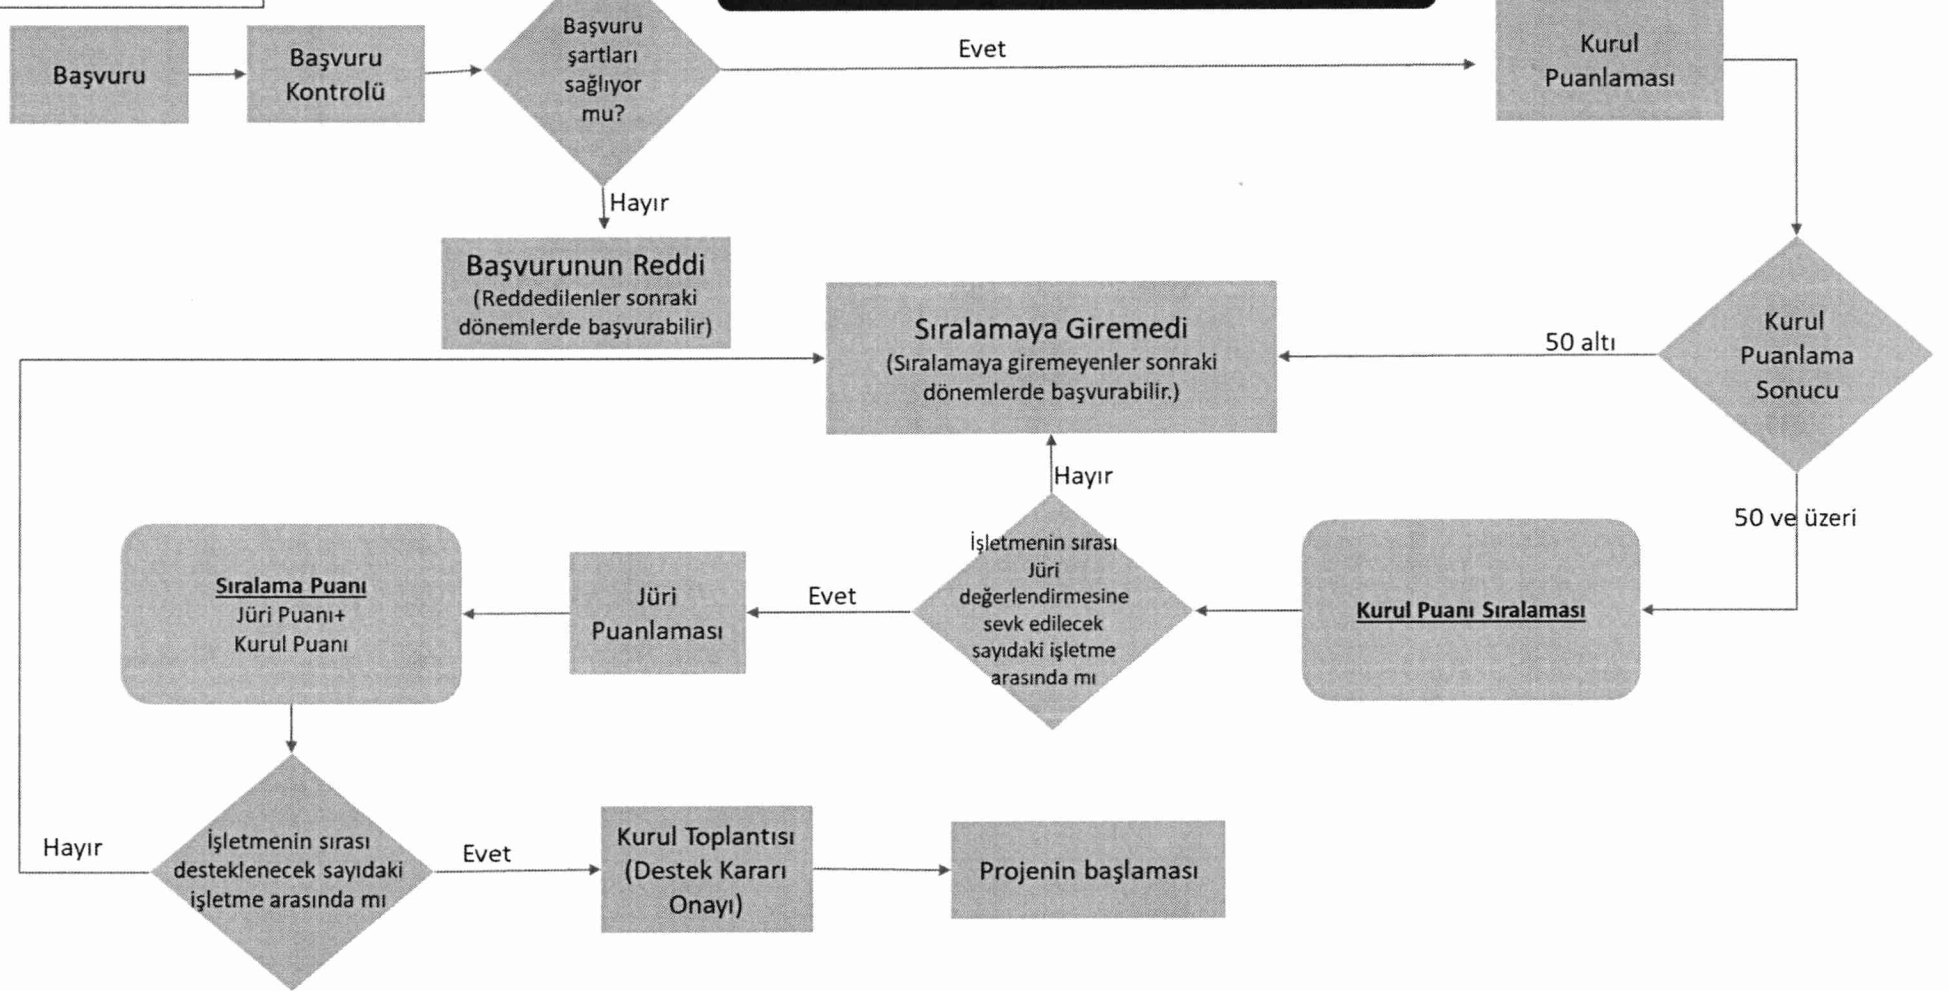 Başvuru
Başvuru
Kontrolü
Başvuru
şartları
sağlıyor
mu?
Evet
Kurul
Puanlaması
Hayır
Başvurunun Reddi
(Reddedilenler sonraki
dönemlerde başvurabilir)
Sıralamaya Giremedi
(Sıralamaya giremeyenler sonraki
dönemlerde başvurabilir.)
50 altı
Kurul
Puanlama
Sonucu
Hayır
50 ve üzeri
Sıralama Puanı
Jüri Puanı+
Kurul Puanı
Jüri
Puanlaması
Evet
İşletmenin sırası
Jüri
değerlendirmesine
sevk edilecek
sayıdaki işletme
arasında mı
Kurul Puanı Sıralaması
Hayır
İşletmenin sırası
desteklenecek sayıdaki
işletme arasında mı
Evet
Kurul Toplantısı
(Destek Kararı
Onayı)
Projenin başlaması